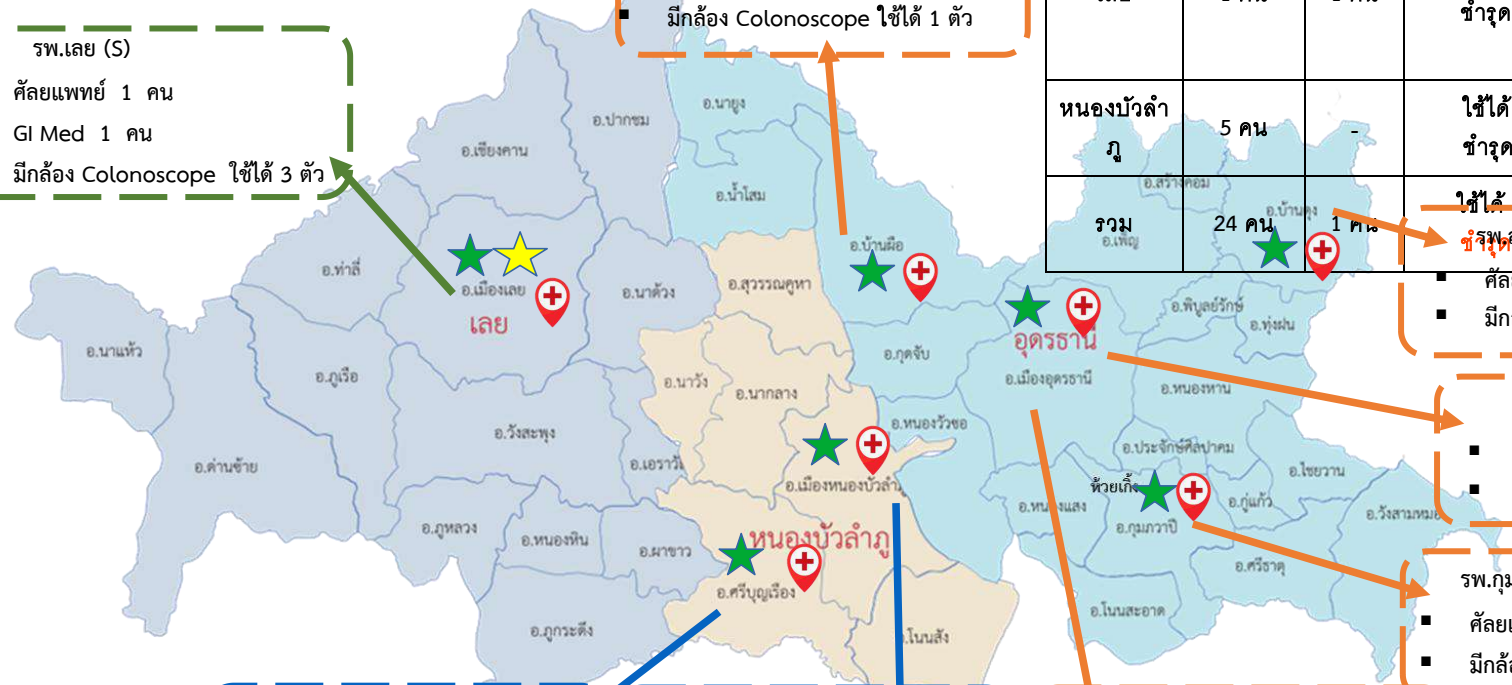 มีกล้อง Colonoscope ใช้ได้ 1 ตัว
รพ.เลย (S)
ศัลยแพทย์ 1 คน
GI Med 1 คน
มีกล้อง Colonoscope ใช้ได้ 3 ตัว
ชำรุด
หนองบัวลำ
ภู
5 คน
-
ใช้ได้
ชำรุด
รวม
24 คน
1 คน
ใช้ได้
ชำรุด
อ.นายูง
อ.ปากชม
อ.เชียงคาน
อ.น้ำโสม
อ.สร้างคอม
อ.บ้านดุง
อ.เพ็ญ
อ.บ้านผือ
อ.ท่าลี่
อ.เมืองเลย
เลย
อ.นาด้วง
อ.สุวรรณคูหา
อ.พิบูลย์รักษ์
อ.ทุ่งฝน
อุดรธานี
อ.นาแห้ว
อ.กุดจับ
อ.ภูเรือ
อ.นาวัง
อ.นากลาง
อ.เมืองอุดรธานี
อ.หนองหาน
อ.หนองวัวซอ
อ.วังสะพุง
อ.ประจักษ์ศิลปาคม
อ.ด่านซ้าย
อ.เอราวั
อ.ไชยวาน
อ.เมืองหนองบัวลำภู
ห้วยเกิ้ง
อ.กู่แก้ว
อ.หนองแสง
อ.วังสามหมอ
อ.ภูหลวง
อ.หนองหิน
อ.ผาขาว
หนองบัวลำภู
อ.กุมภวาปี
อ.ศรีธาตุ
อ.ศรีบุญเรือง
อ.โนนสะอาด
อ.ภูกระดึง
.โนนสัง
รพ.กุม
ศัลย
มีกล้